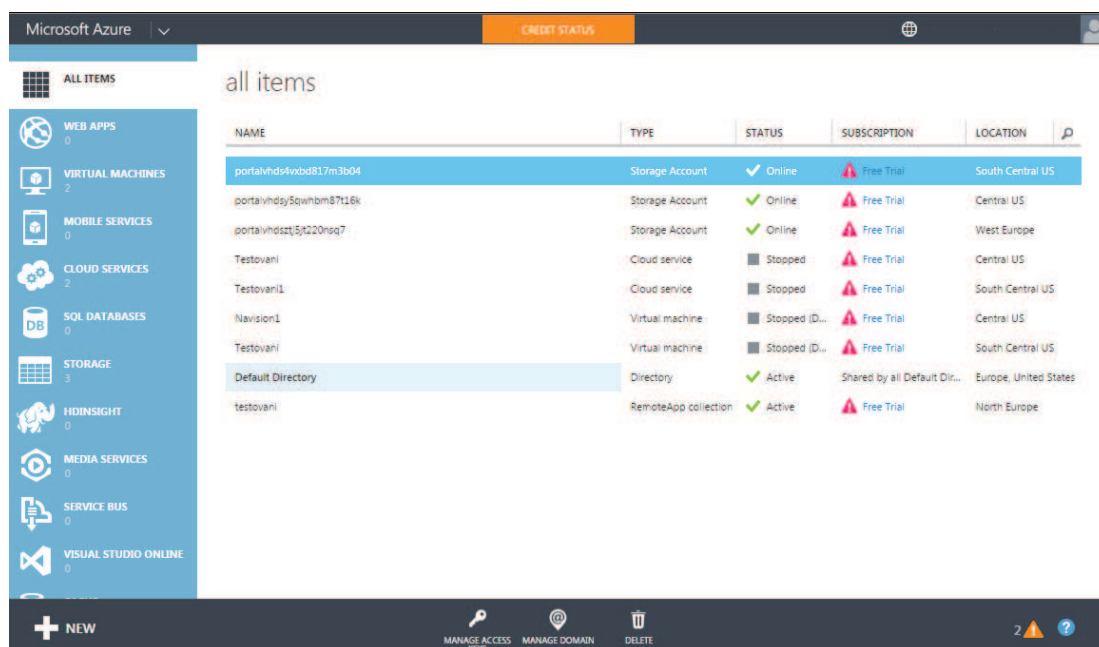 Microsoft Azure
CREDIT STATUS
ALL ITEMS
WEB APPS
0
VIRTUAL MACHINES
2
MOBILE SERVICES
0
CLOUD SERVICES
2
SQL DATABASES
0
DB
STORAGE
3
HDINSIGHT
0
MEDIA SERVICES
0
SERVICE BUS
0
VISUAL STUDIO ONLINE
0
all items
NAME TYPE STATUS SUBSCRIPTION LOCATION
portalvhds4vxbd817m3b04 Storage Account Online Free Trial South Central US
portalvhdsy5qwhbm87t16k Storage Account Online Free Trial Central US
portalvhdsztj5jt220nsq7 Storage Account Online Free Trial West Europe
Testovani Cloud service Stopped Free Trial Central US
Testovani1 Cloud service Stopped Free Trial South Central US
Navision1 Virtual machine Stopped (D... Free Trial Central US
Testovani Virtual machine Stopped (D... Free Trial South Central US
Default Directory Directory Active Shared by all Default Dir... Europe, United States
testovani RemoteApp collection Active Free Trial North Europe
NEW
MANAGE ACCESS MANAGE DOMAIN DELETE
2
?